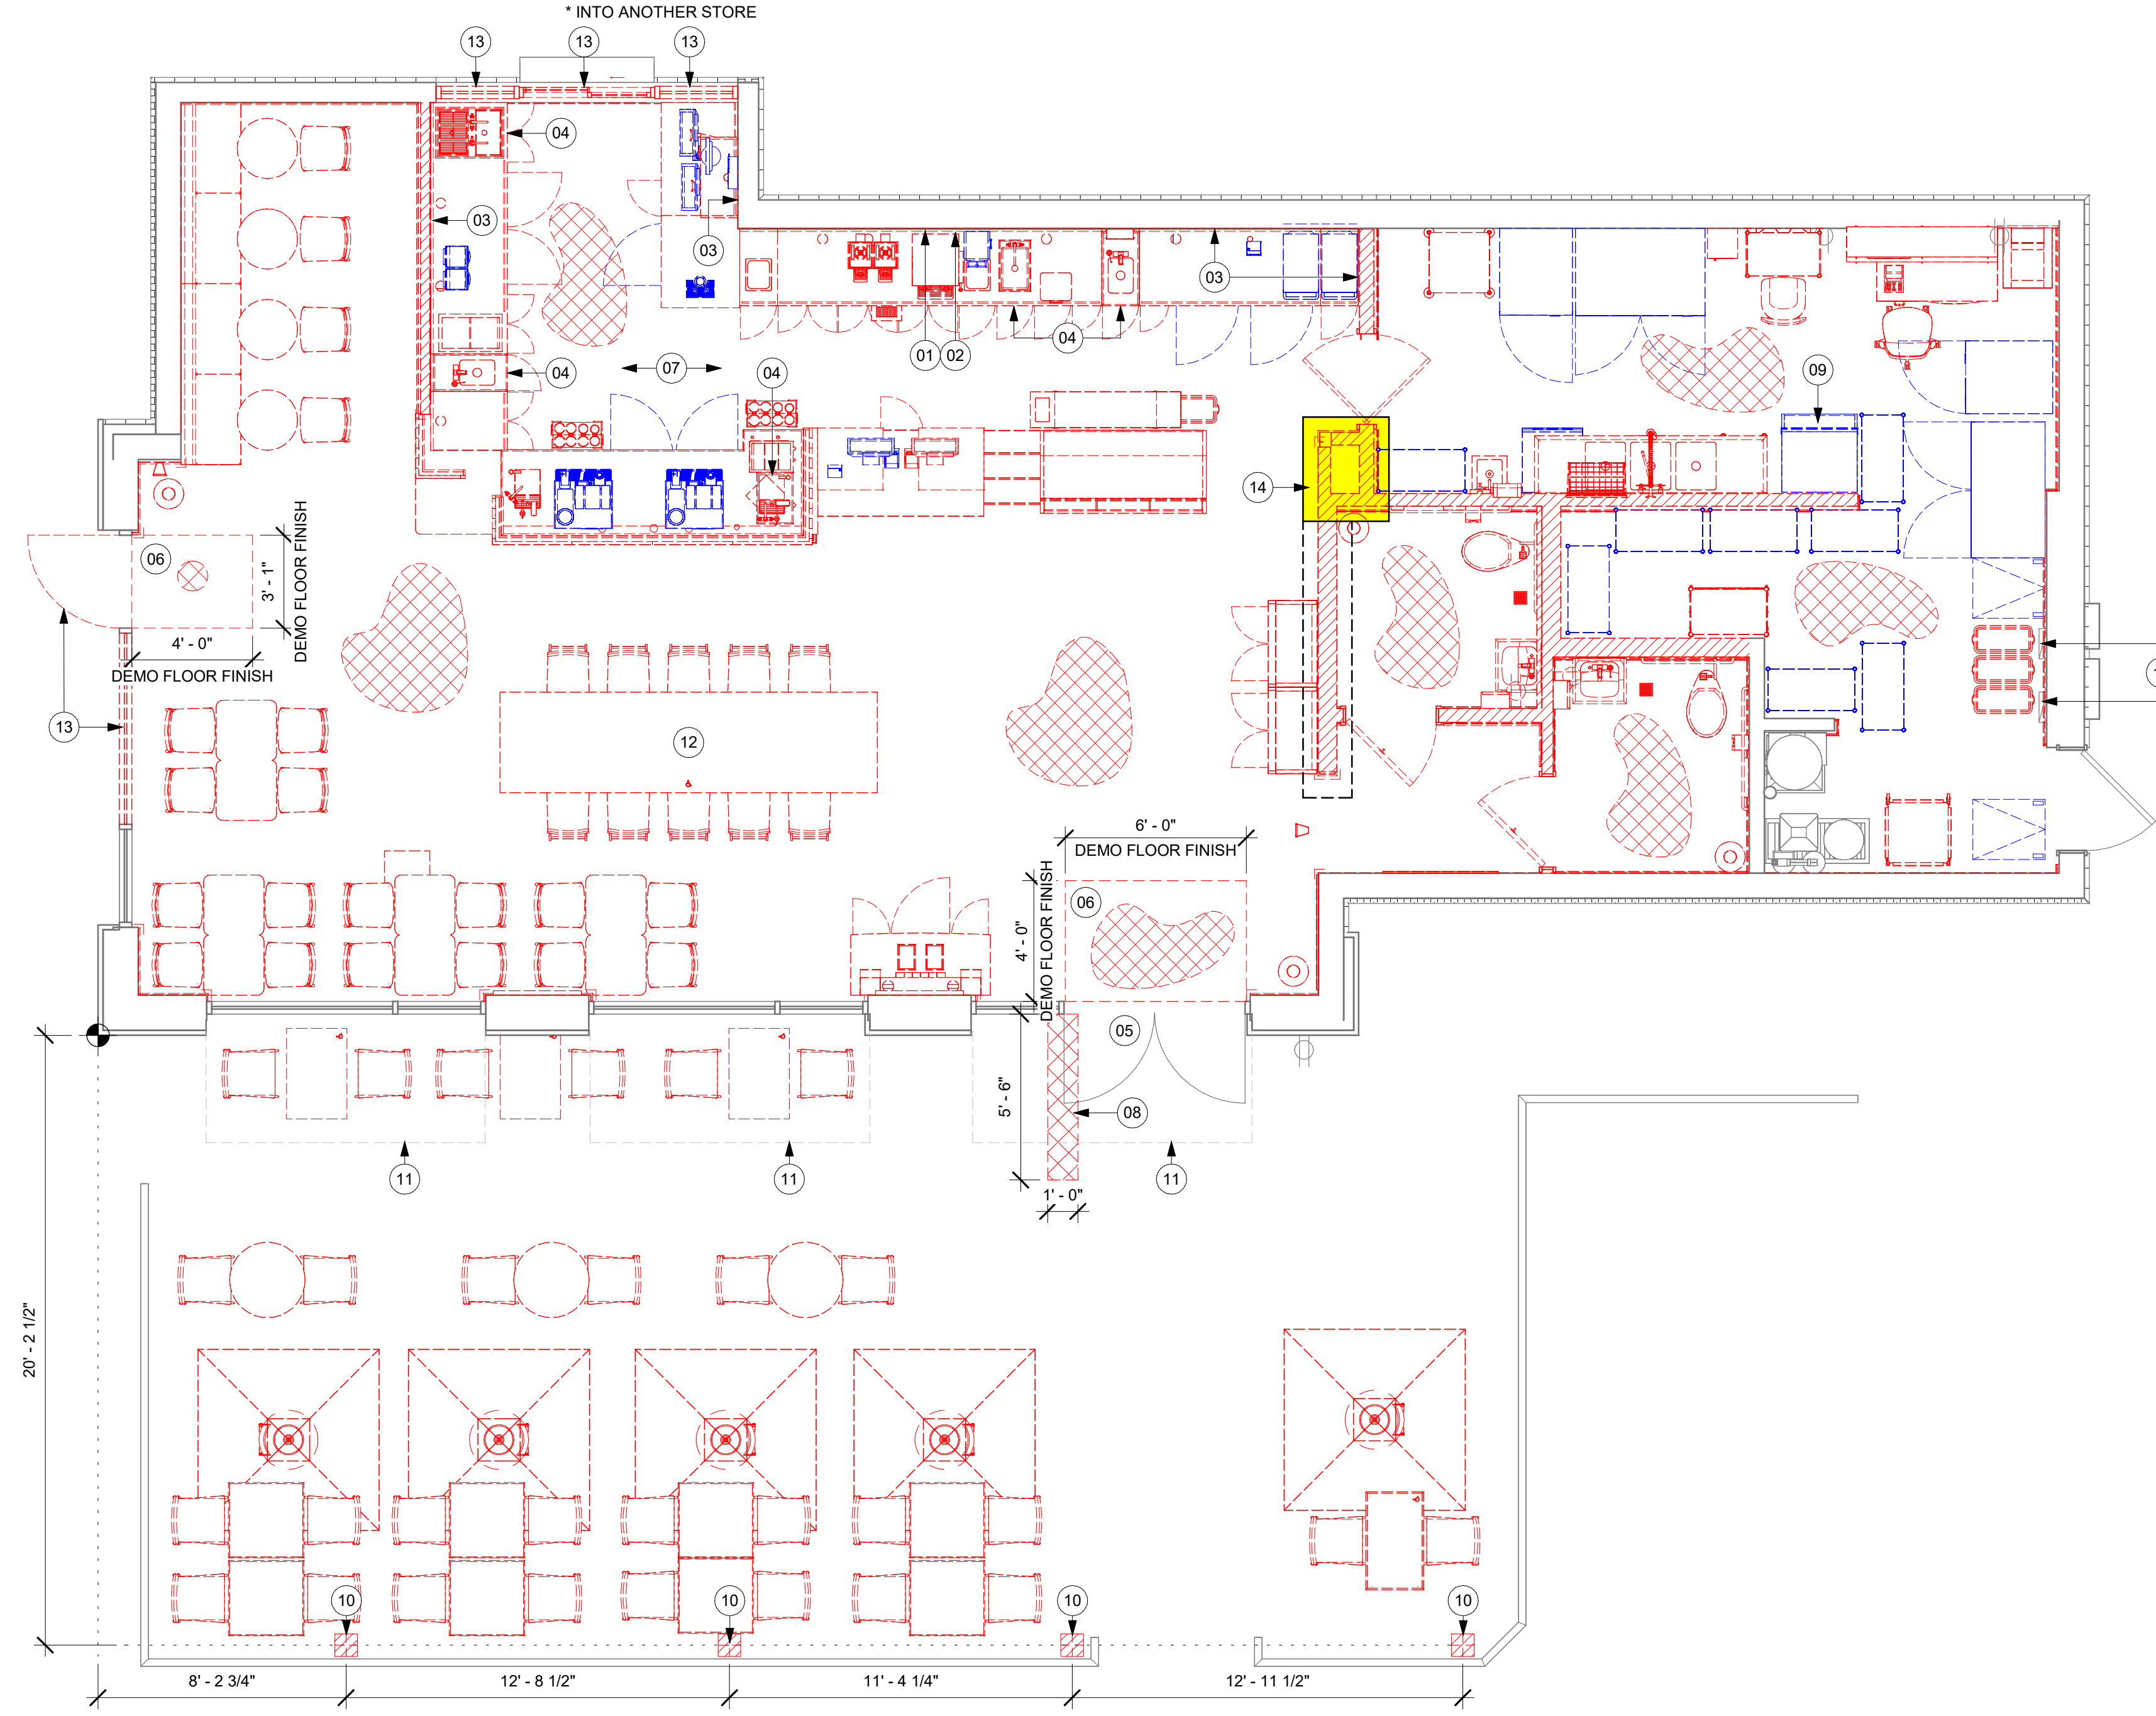 * INTO ANOTHER STORE
13
13
13
04
03
03
03
01
02
04
04
07
04
09
14
06
3' - 1"
DEMO FLOOR FINISH
4' - 0"
DEMO FLOOR FINISH
13
12
6' - 0"
DEMO FLOOR FINISH
4' - 0"
DEMO FLOOR FINISH
06
05
5' - 6"
08
11
11
11
1' - 0"
20' - 2 1/2"
10
10
10
10
8' - 2 3/4"
12' - 8 1/2"
11' - 4 1/4"
12' - 11 1/2"